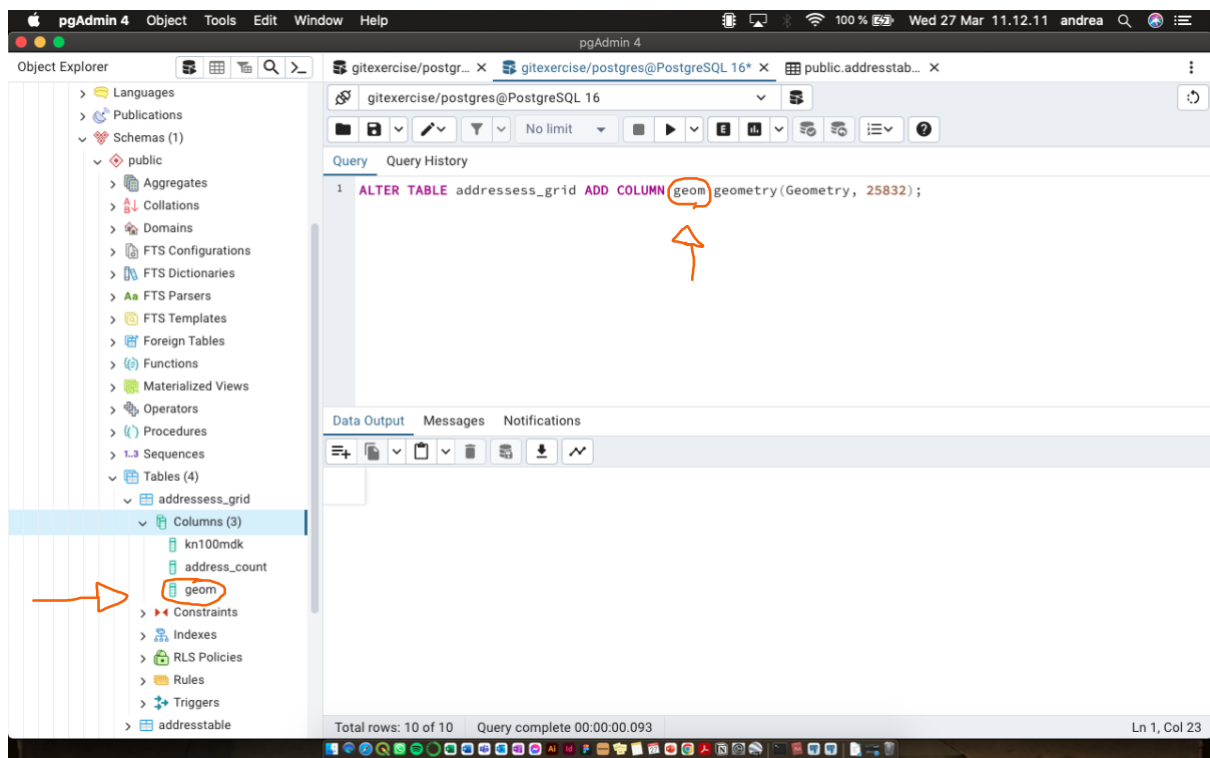 pgAdmin 4 Object Tools Edit Window Help 100 % Wed 27 Mar 11.12.11 andrea
pgAdmin 4
Object Explorer
gitexercise/postgr... gitexercise/postgres@PostgreSQL 16* public.addresstab...
gitexercise/postgres@PostgreSQL 16
No limit
E
Query Query History
1 ALTER TABLE addressess_grid ADD COLUMN geom geometry(Geometry, 25832);
Languages
Publications
Schemas (1)
public
Aggregates
Collations
Domains
FTS Configurations
FTS Dictionaries
Aa FTS Parsers
FTS Templates
Foreign Tables
Functions
Materialized Views
Operators
Procedures
1..3 Sequences
Tables (4)
addressess_grid
Columns (3)
kn100mdk
address_count
geom
Constraints
Indexes
RLS Policies
Rules
Triggers
addresstable
Data Output Messages Notifications
Total rows: 10 of 10 Query complete 00:00:00.093 Ln 1, Col 23